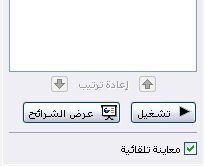 إعادة ترتيب
تشغيل
عرض الشرائح
معاينة تلقائية